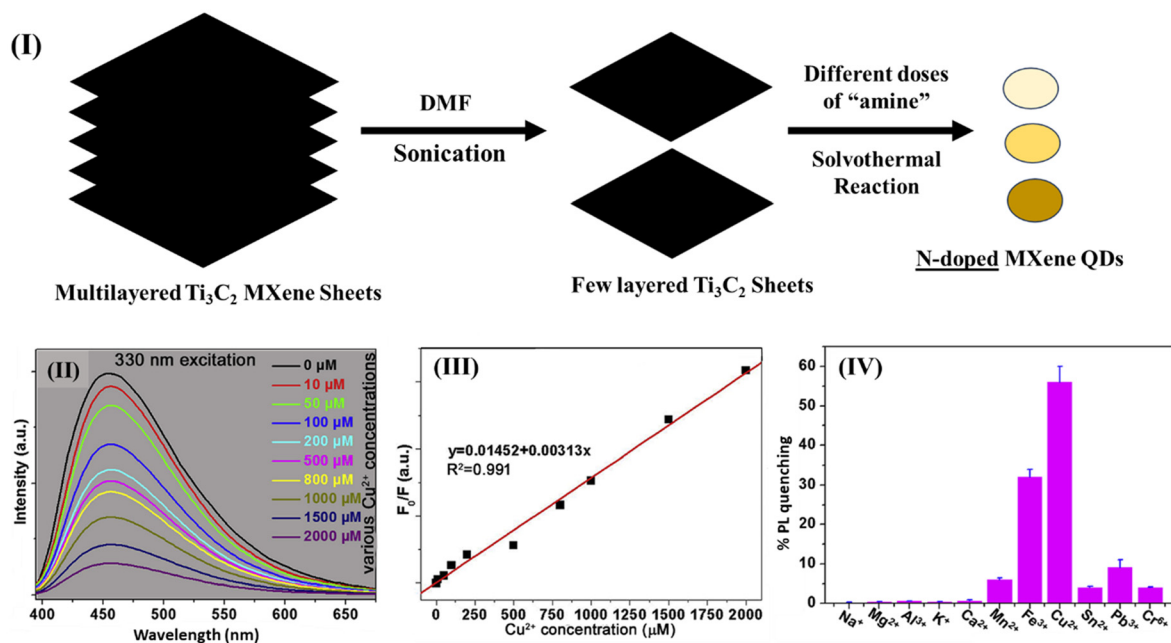 (I)
DMF
Sonication
Different doses
of “amine”
Solvothermal
Reaction
Multilayered Ti₃C₂ MXene Sheets
Few layered Ti₃C₂ Sheets
N-doped MXene QDs
(II)
330 nm excitation
0 µM
10 µM
50 µM
100 µM
200 µM
500 µM
800 µM
1000 µM
1500 µM
2000 µM
various Cu²⁺ concentrations
Intensity (a.u.)
400 450 500 550 600 650
Wavelength (nm)
(III)
y=0.01452+0.00313x
R²=0.991
F₀/F (a.u.)
0 250 500 750 1000 1250 1500 1750 2000
Cu²⁺ concentration (µM)
(IV)
% PL quenching
60
50
40
30
20
10
0
Na⁺ Mg²⁺ Al³⁺ K⁺ Ca²⁺ Mn²⁺ Fe³⁺ Cu²⁺ Sn²⁺ Pb³⁺ Cr⁶⁺